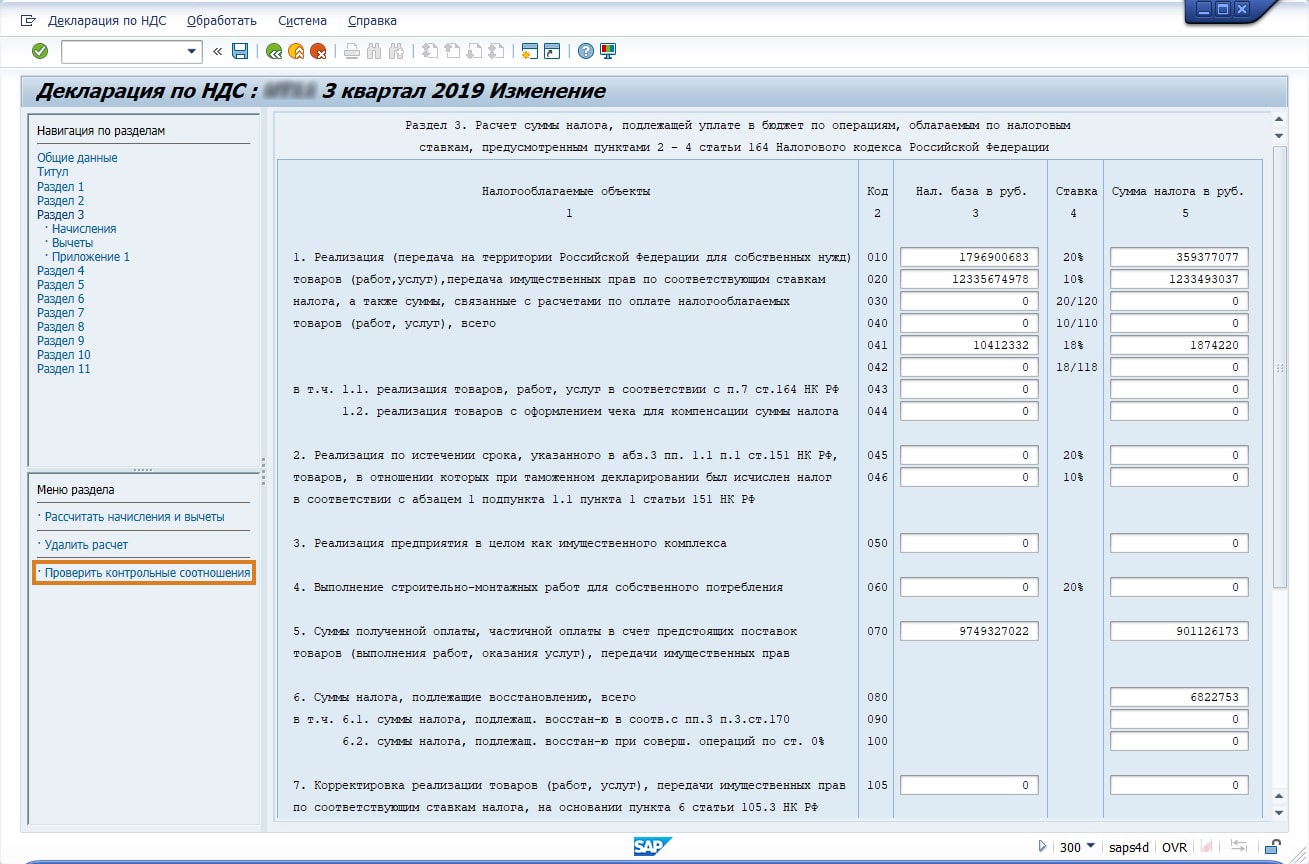 Декларация по НДС Обработать Система Справка
«
Декларация по НДС : 3 квартал 2019 Изменение
Навигация по разделам
Общие данные
Титул
Раздел 1
Раздел 2
Раздел 3
· Начисления
· Вычеты
· Приложение 1
Раздел 4
Раздел 5
Раздел 6
Раздел 7
Раздел 8
Раздел 9
Раздел 10
Раздел 11
Меню раздела
· Рассчитать начисления и вычеты
· Удалить расчет
· Проверить контрольные соотношения
Раздел 3. Расчет суммы налога, подлежащей уплате в бюджет по операциям, облагаемым по налоговым
ставкам, предусмотренным пунктами 2 - 4 статьи 164 Налогового кодекса Российской Федерации
Налогооблагаемые объекты Код Нал. база в руб. Ставка Сумма налога в руб.
1 2 3 4 5
1. Реализация (передача на территории Российской Федерации для собственных нужд) 010 1796900683 20% 359377077
товаров (работ,услуг),передача имущественных прав по соответствующим ставкам 020 12335674978 10% 1233493037
налога, а также суммы, связанные с расчетами по оплате налогооблагаемых 030 0 20/120 0
товаров (работ, услуг), всего 040 0 10/110 0
041 10412332 18% 1874220
042 0 18/118 0
в т.ч. 1.1. реализация товаров, работ, услуг в соответствии с п.7 ст.164 НК РФ 043 0 0
1.2. реализация товаров с оформлением чека для компенсации суммы налога 044 0 0
2. Реализация по истечении срока, указанного в абз.3 пп. 1.1 п.1 ст.151 НК РФ, 045 0 20% 0
товаров, в отношении которых при таможенном декларировании был исчислен налог 046 0 10% 0
в соответствии с абзацем 1 подпункта 1.1 пункта 1 статьи 151 НК РФ
3. Реализация предприятия в целом как имущественного комплекса 050 0 0
4. Выполнение строительно-монтажных работ для собственного потребления 060 0 20% 0
5. Суммы полученной оплаты, частичной оплаты в счет предстоящих поставок 070 9749327022 901126173
товаров (выполнения работ, оказания услуг), передачи имущественных прав
6. Суммы налога, подлежащие восстановлению, всего 080 6822753
в т.ч. 6.1. суммы налога, подлежащ. восстан-ю в соотв.с пп.3 п.3.ст.170 090 0
6.2. суммы налога, подлежащ. восстан-ю при соверш. операций по ст. 0% 100 0
7. Корректировка реализации товаров (работ, услуг), передачи имущественных прав 105 0 0
по соответствующим ставкам налога, на основании пункта 6 статьи 105.3 НК РФ
SAP 300 saps4d OVR